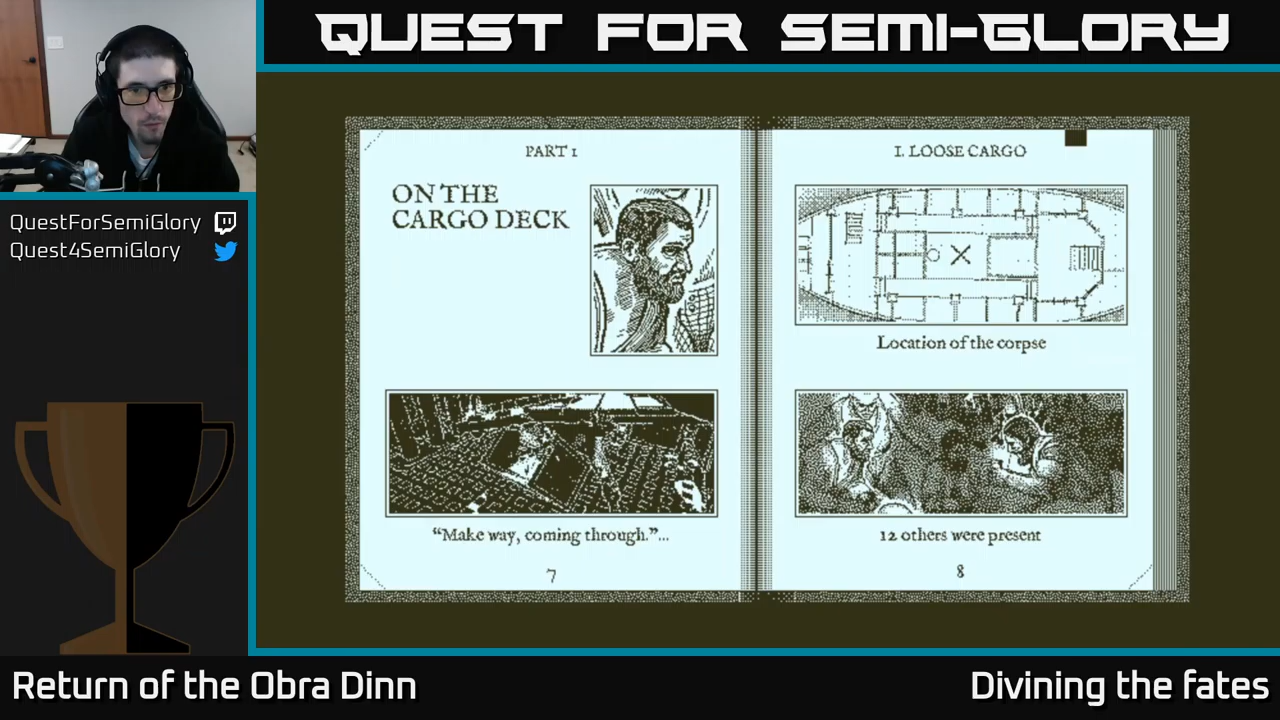 QUEST FOR SEMI-GLORY
QuestForSemiGlory
Quest4SemiGlory
PART 1
ON THE
CARGO DECK
"Make way, coming through."...
7
I. LOOSE CARGO
Location of the corpse
12 others were present
8
Return of the Obra Dinn
Divining the fates